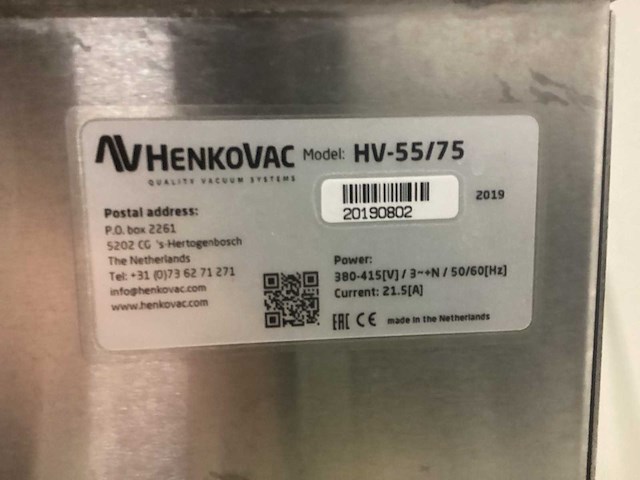 HENKOVAC Model: HV-55/75
QUALITY VACUUM SYSTEMS
20190802
2019
Postal address:
P.O. box 2261
5202 CG 's-Hertogenbosch
The Netherlands
Tel: +31 (0)73 62 71 271
info@henkovac.com
www.henkovac.com
Power:
380-415[V] / 3~+N / 50/60[Hz]
Current: 21.5[A]
EAC CE made in the Netherlands